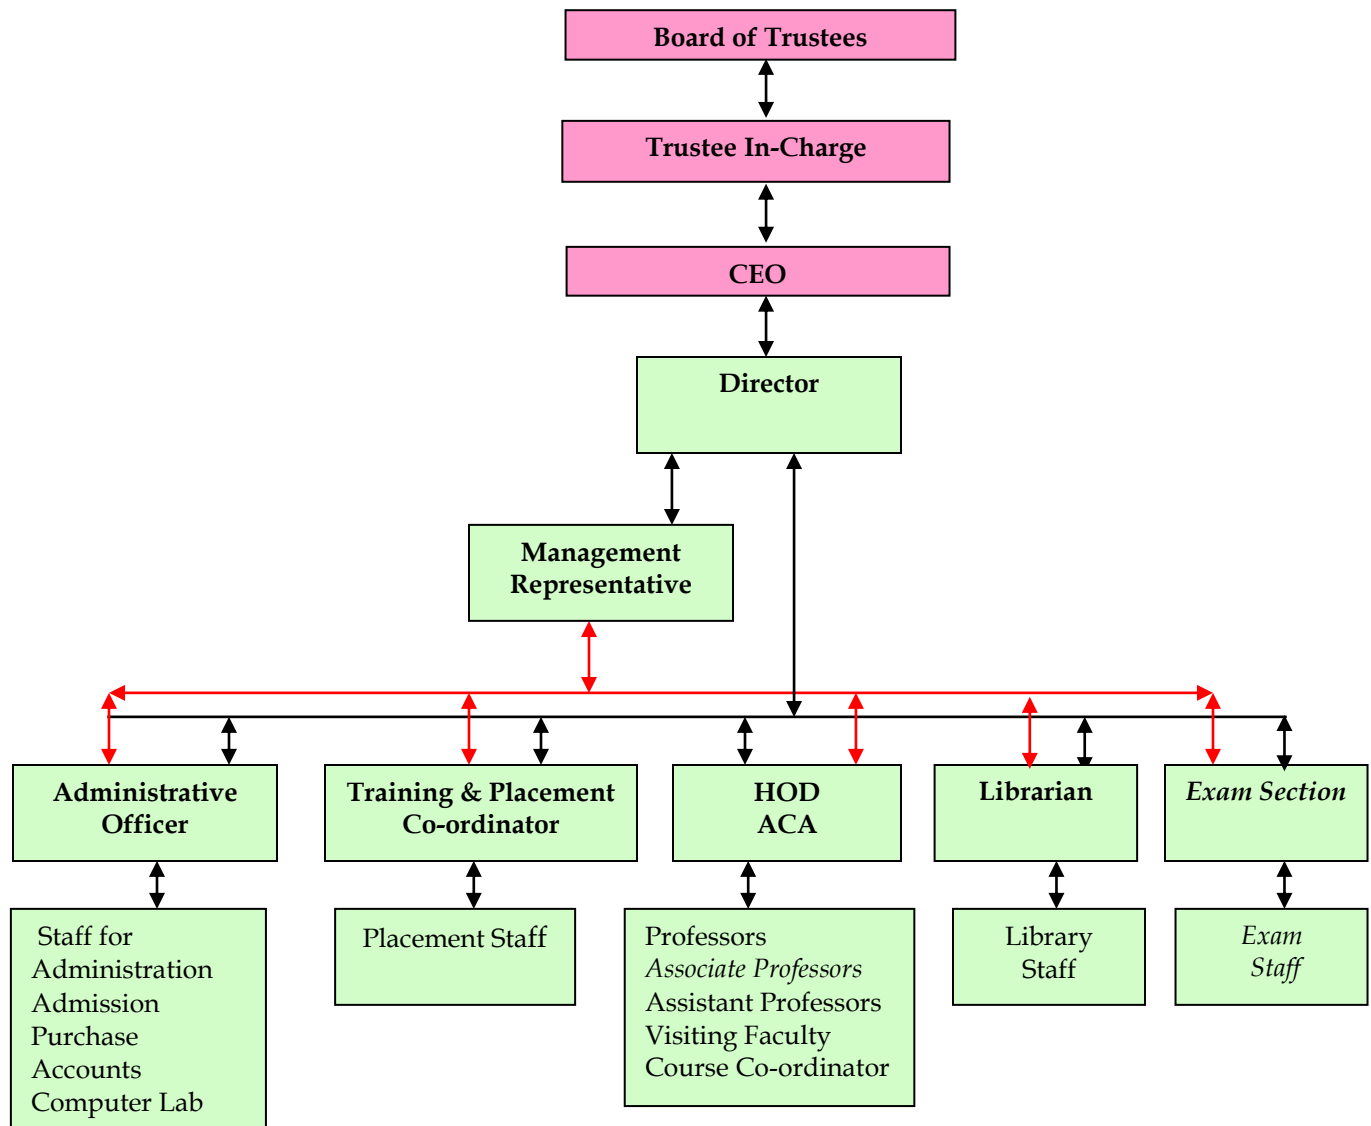 Board of Trustees
Trustee In-Charge
CEO
Director
Management
Representative
Administrative
Officer
Training & Placement
Co-ordinator
HOD
ACA
Librarian
Exam Section
Staff for
Administration
Admission
Purchase
Accounts
Computer Lab
Placement Staff
Professors
Associate Professors
Assistant Professors
Visiting Faculty
Course Co-ordinator
Library
Staff
Exam
Staff